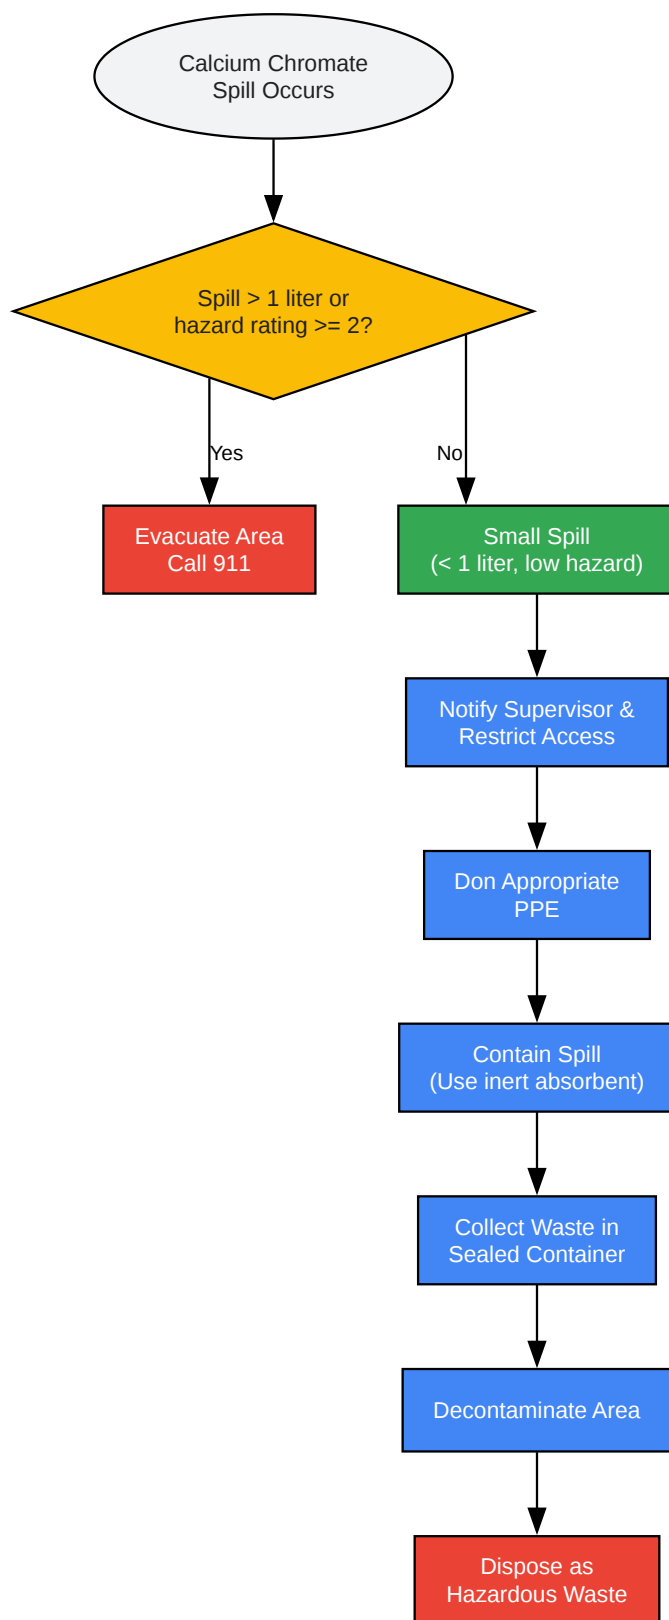 Calcium Chromate
Spill Occurs
Spill > 1 liter or
hazard rating >= 2?
Yes
No
Evacuate Area
Call 911
Small Spill
(< 1 liter, low hazard)
Notify Supervisor &
Restrict Access
Don Appropriate
PPE
Contain Spill
(Use inert absorbent)
Collect Waste in
Sealed Container
Decontaminate Area
Dispose as
Hazardous Waste